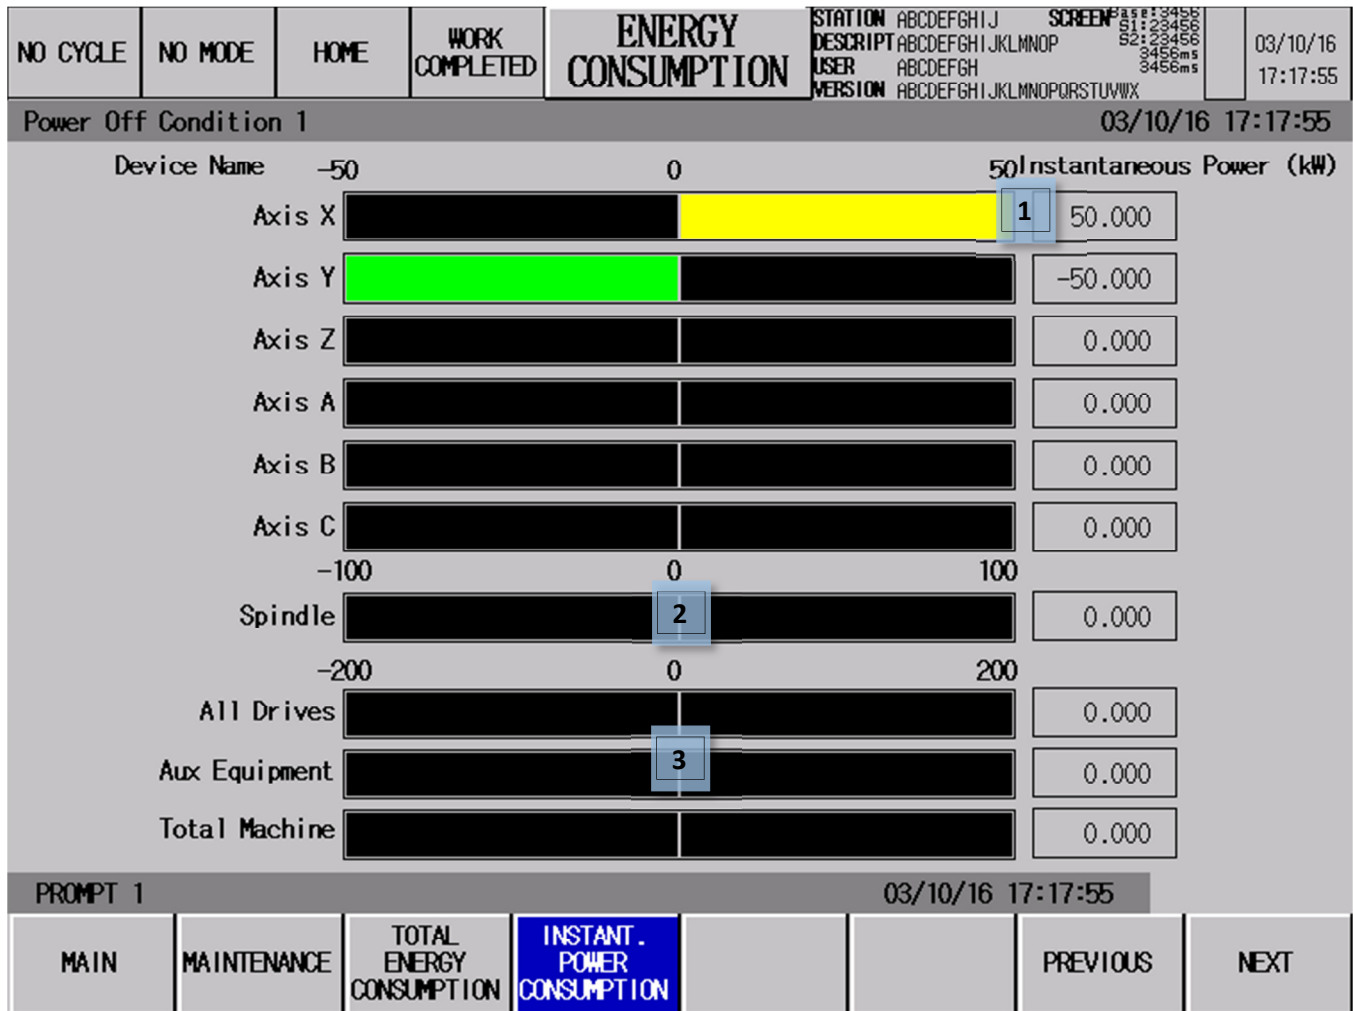 NO CYCLE
NO MODE
HOME
WORK
COMPLETED
ENERGY
CONSUMPTION
STATION ABCDEFGHIJ
DESCRIPT ABCDEFGHIJKLMNOP
USER ABCDEFGH
VERSION ABCDEFGHIJKLMNOPQRSTUVWX
SCREEN Base:3456
S1:23456
S2:23456
3456ms
3456ms
03/10/16
17:17:55
Power Off Condition 1 03/10/16 17:17:55
Device Name -50 0 50 Instantaneous Power (kW)
Axis X 1 50.000
Axis Y -50.000
Axis Z 0.000
Axis A 0.000
Axis B 0.000
Axis C 0.000
-100 0 100
Spindle 2 0.000
-200 0 200
All Drives 0.000
3
Aux Equipment 0.000
Total Machine 0.000
PROMPT 1 03/10/16 17:17:55
MAIN
MAINTENANCE
TOTAL
ENERGY
CONSUMPTION
INSTANT.
POWER
CONSUMPTION
PREVIOUS
NEXT